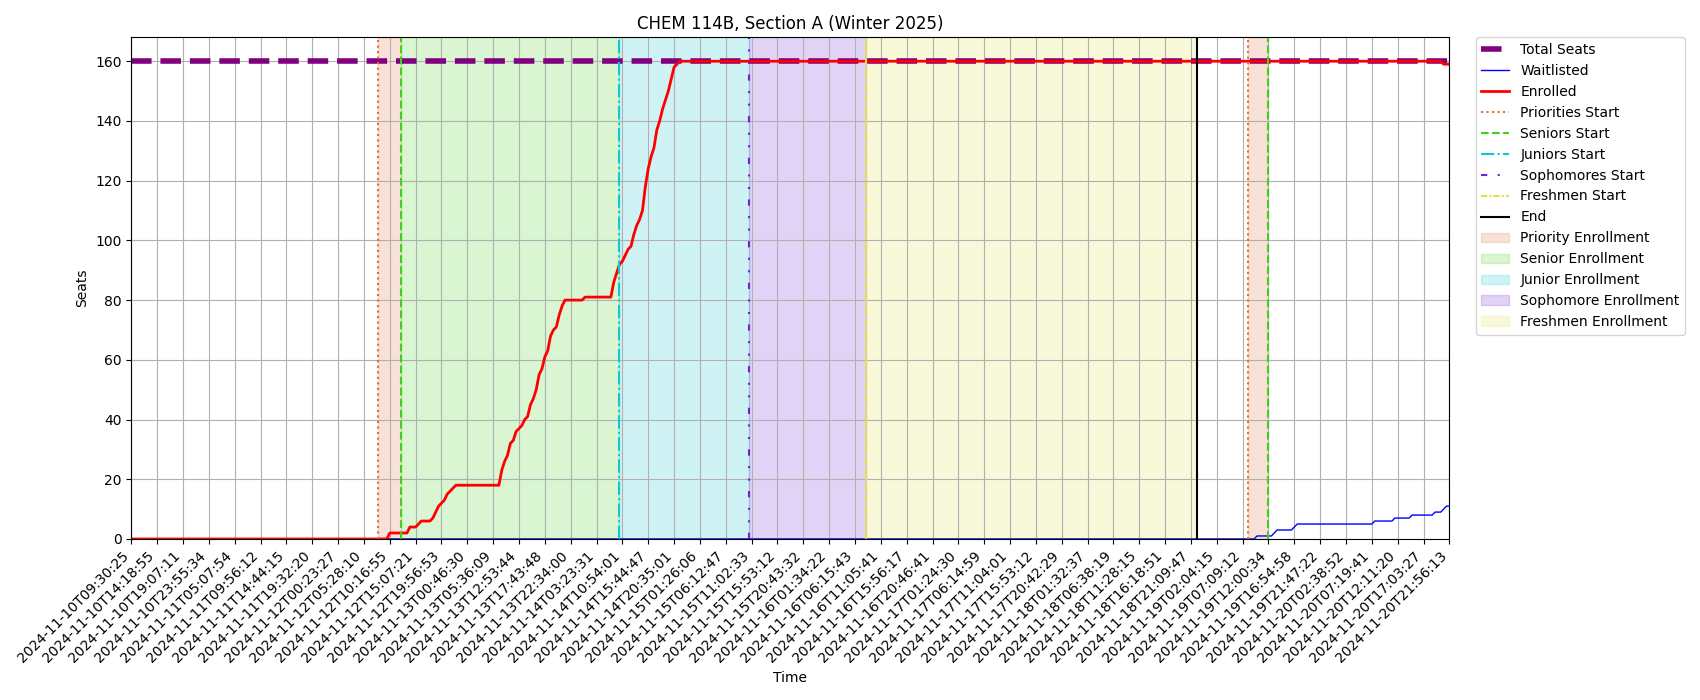 CHEM 114B, Section A (Winter 2025)
160
140
120
100
80
60
40
20
0
Seats
2024-11-10T09:30:25
2024-11-10T14:18:55
2024-11-10T19:07:11
2024-11-10T23:55:34
2024-11-11T05:07:54
2024-11-11T09:56:12
2024-11-11T14:44:15
2024-11-11T19:32:20
2024-11-12T00:23:27
2024-11-12T05:28:10
2024-11-12T10:16:55
2024-11-12T15:07:21
2024-11-12T19:56:53
2024-11-13T00:46:30
2024-11-13T05:36:09
2024-11-13T12:53:44
2024-11-13T17:43:48
2024-11-13T22:34:00
2024-11-14T03:23:31
2024-11-14T10:54:01
2024-11-14T15:44:47
2024-11-14T20:35:01
2024-11-15T01:26:06
2024-11-15T06:12:47
2024-11-15T11:02:33
2024-11-15T15:53:12
2024-11-15T20:43:32
2024-11-16T01:34:22
2024-11-16T06:15:43
2024-11-16T11:05:41
2024-11-16T15:56:17
2024-11-16T20:46:41
2024-11-17T01:24:30
2024-11-17T06:14:59
2024-11-17T11:04:01
2024-11-17T15:53:12
2024-11-17T20:42:29
2024-11-18T01:32:37
2024-11-18T06:38:19
2024-11-18T11:28:15
2024-11-18T16:18:51
2024-11-18T21:09:47
2024-11-19T02:04:15
2024-11-19T07:09:12
2024-11-19T12:00:34
2024-11-19T16:54:58
2024-11-19T21:47:22
2024-11-20T02:38:52
2024-11-20T07:19:41
2024-11-20T12:11:20
2024-11-20T17:03:27
2024-11-20T21:56:13
Time
Total Seats
Waitlisted
Enrolled
Priorities Start
Seniors Start
Juniors Start
Sophomores Start
Freshmen Start
End
Priority Enrollment
Senior Enrollment
Junior Enrollment
Sophomore Enrollment
Freshmen Enrollment